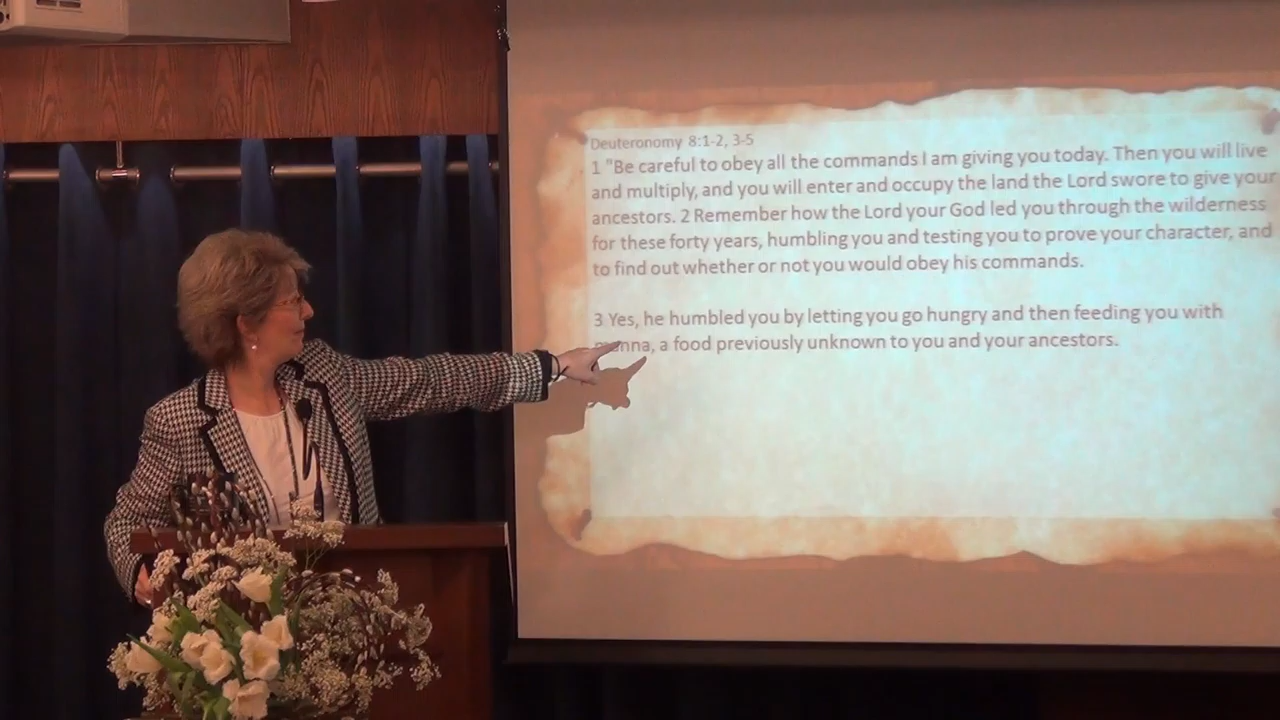 Deuteronomy 8:1-2, 3-5
1 "Be careful to obey all the commands I am giving you today. Then you will live
and multiply, and you will enter and occupy the land the Lord swore to give your
ancestors. 2 Remember how the Lord your God led you through the wilderness
for these forty years, humbling you and testing you to prove your character, and
to find out whether or not you would obey his commands.
3 Yes, he humbled you by letting you go hungry and then feeding you with
manna, a food previously unknown to you and your ancestors.